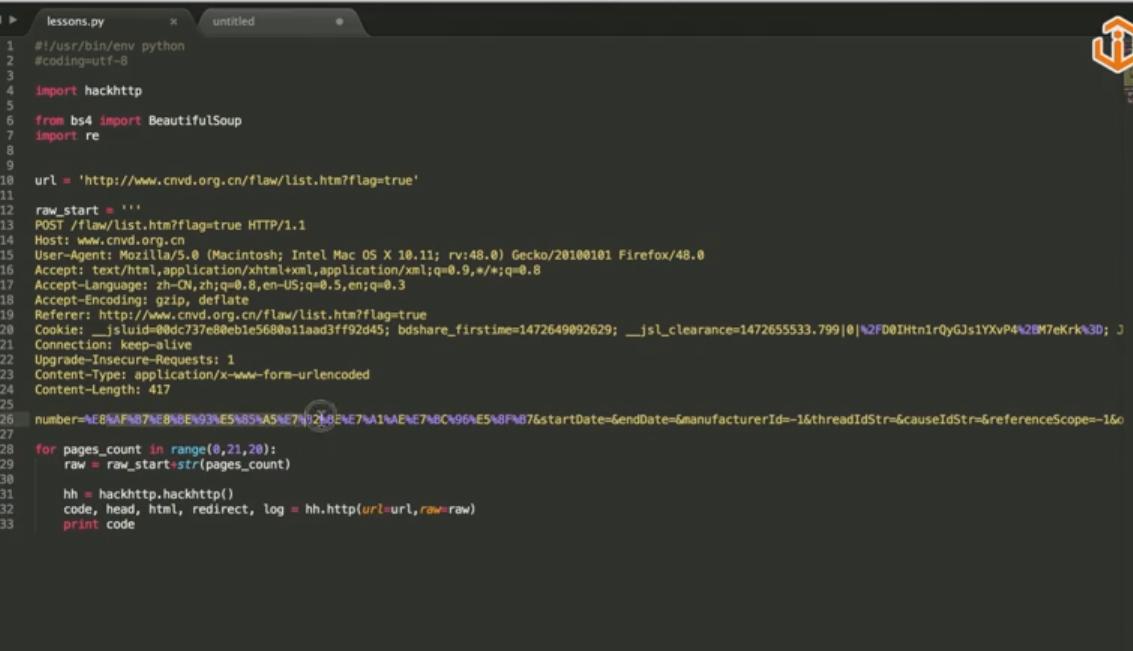 lessons.py
untitled
1 #!/usr/bin/env python
2 #coding=utf-8
3
4 import hackhttp
5
6 from bs4 import BeautifulSoup
7 import re
8
9
10 url = 'http://www.cnvd.org.cn/flaw/list.htm?flag=true'
11
12 raw_start = '''
13 POST /flaw/list.htm?flag=true HTTP/1.1
14 Host: www.cnvd.org.cn
15 User-Agent: Mozilla/5.0 (Macintosh; Intel Mac OS X 10.11; rv:48.0) Gecko/20100101 Firefox/48.0
16 Accept: text/html,application/xhtml+xml,application/xml;q=0.9,*/*;q=0.8
17 Accept-Language: zh-CN,zh;q=0.8,en-US;q=0.5,en;q=0.3
18 Accept-Encoding: gzip, deflate
19 Referer: http://www.cnvd.org.cn/flaw/list.htm?flag=true
20 Cookie: __jsluid=00dc737e80eb1e5680a11aad3ff92d45; bdshare_firstime=1472649092629; __jsl_clearance=1472655533.799|0|%2FD0IHtn1rQyGJs1YXvP4%2BM7eKrk%3D; J
21 Connection: keep-alive
22 Upgrade-Insecure-Requests: 1
23 Content-Type: application/x-www-form-urlencoded
24 Content-Length: 417
25
26 number=%E8%AF%B7%E8%BE%93%E5%85%A5%E7%B2%BE%E7%A1%AE%E7%BC%96%E5%8F%B7&startDate=&endDate=&manufacturerId=-1&threadIdStr=&causeIdStr=&referenceScope=-1&o
27
28 for pages_count in range(0,21,20):
29 raw = raw_start+str(pages_count)
30
31 hh = hackhttp.hackhttp()
32 code, head, html, redirect, log = hh.http(url=url,raw=raw)
33 print code